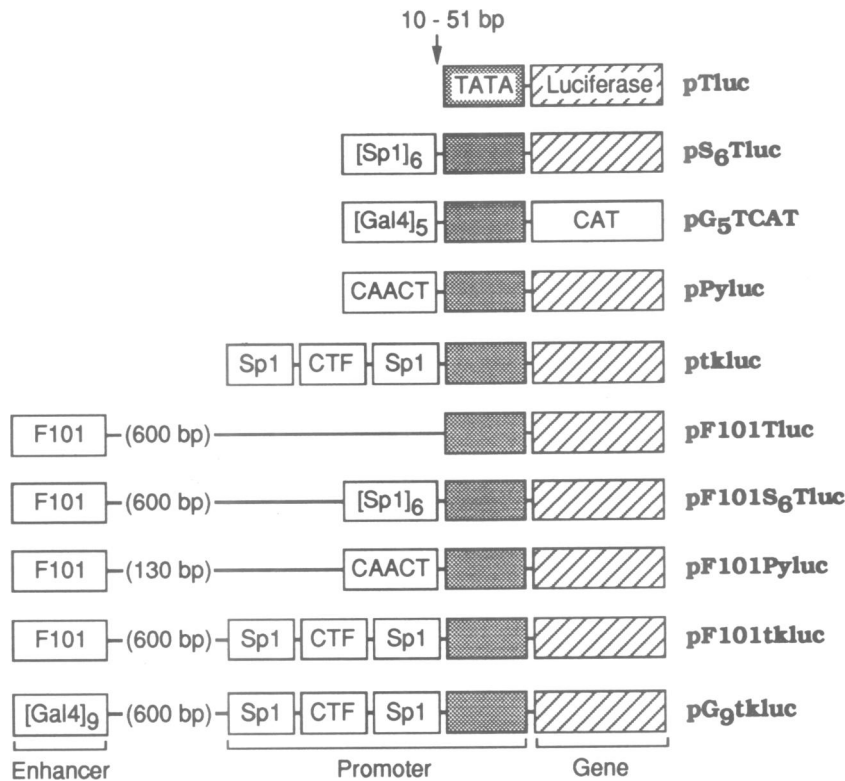 10 - 51 bp
TATA Luciferase pTluc
[Sp1]6 pS6Tluc
[Gal4]5 CAT pG5TCAT
CAACT pPyluc
Sp1 CTF Sp1 ptkluc
F101 (600 bp) pF101Tluc
F101 (600 bp) [Sp1]6 pF101S6Tluc
F101 (130 bp) CAACT pF101Pyluc
F101 (600 bp) Sp1 CTF Sp1 pF101tkluc
[Gal4]9 (600 bp) Sp1 CTF Sp1 pG9tkluc
Enhancer Promoter Gene